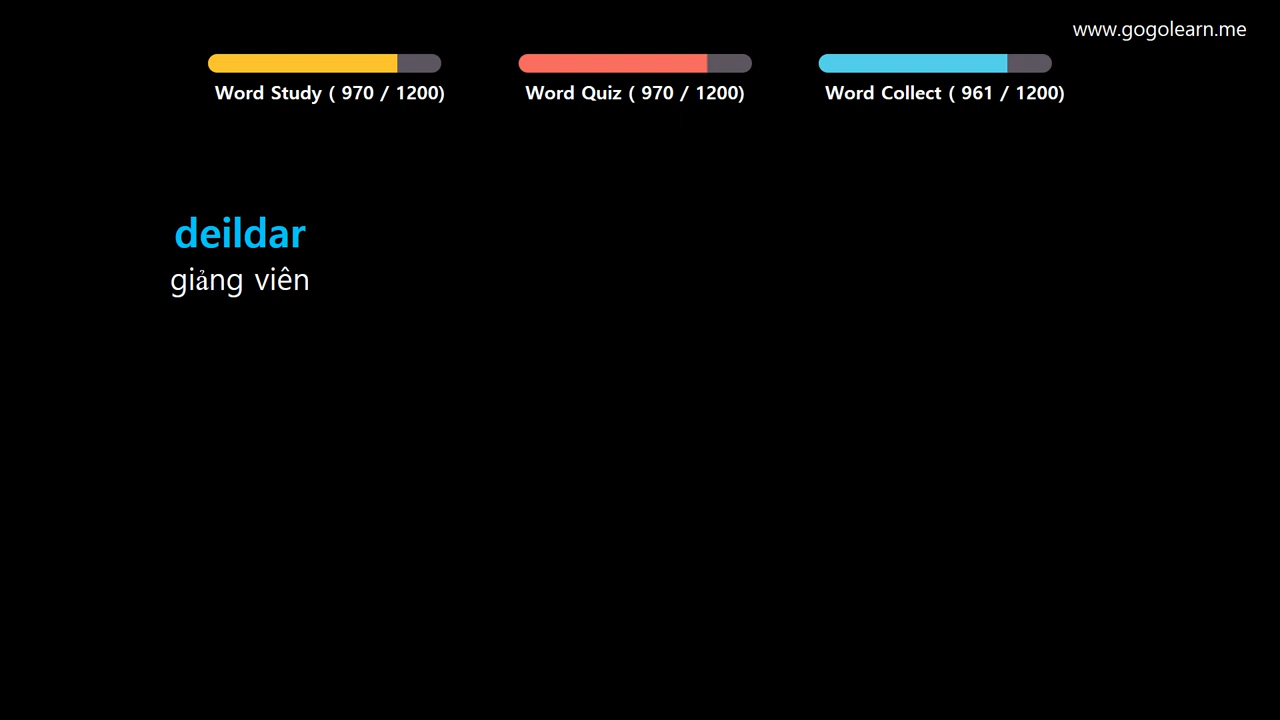 www.gogolearn.me
Word Study ( 970 / 1200)
Word Quiz ( 970 / 1200)
Word Collect ( 961 / 1200)
deildar
giảng viên